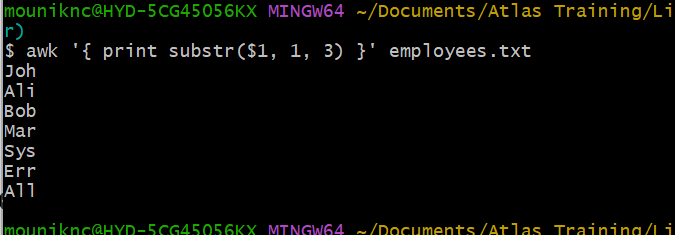 mouniknc@HYD-5CG45056KX MINGW64 ~/Documents/Atlas Training/Li
r)
$ awk '{ print substr($1, 1, 3) }' employees.txt
Joh
Ali
Bob
Mar
Sys
Err
All
mouniknc@HYD-5CG45056KX MINGW64 ~/Documents/Atlas Training/Li